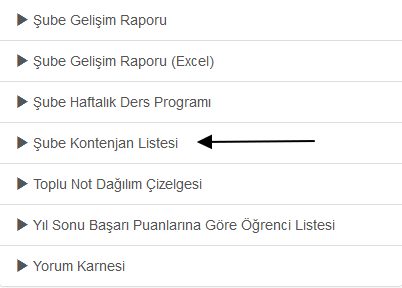 Şube Gelişim Raporu
Şube Gelişim Raporu (Excel)
Şube Haftalık Ders Programı
Şube Kontenjan Listesi
Toplu Not Dağılım Çizelgesi
Yıl Sonu Başarı Puanlarına Göre Öğrenci Listesi
Yorum Karnesi